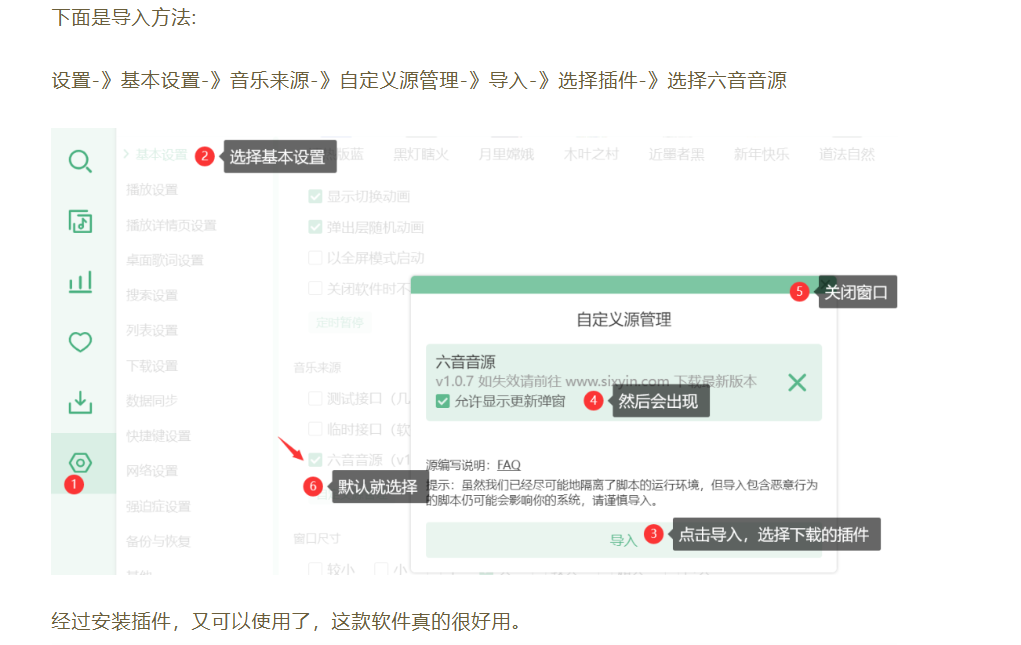 下面是导入方法:
设置-》基本设置-》音乐来源-》自定义源管理-》导入-》选择插件-》选择六音音源
基本设置
2
选择基本设置
版蓝
黑灯瞎火
月里嫦娥
木叶之村
近墨者黑
新年快乐
道法自然
播放设置
显示切换动画
播放详情页设置
弹出层随机动画
桌面歌词设置
以全屏模式启动
搜索设置
关闭软件时不
5
关闭窗口
列表设置
定时暂停
自定义源管理
下载设置
音乐来源
六音音源
v1.0.7 如失效请前往 www.sixyin.com 下载最新版本
数据同步
测试接口（几
允许显示更新弹窗
4
然后会出现
快捷键设置
临时接口（软
网络设置
六音音源（v1
源编写说明：FAQ
1
6
默认就选择
提示：虽然我们已经尽可能地隔离了脚本的运行环境，但导入包含恶意行为
的脚本仍可能会影响你的系统，请谨慎导入。
强迫症设置
备份与恢复
窗口尺寸
导入
3
点击导入，选择下载的插件
较小
小
经过安装插件，又可以使用了，这款软件真的很好用。